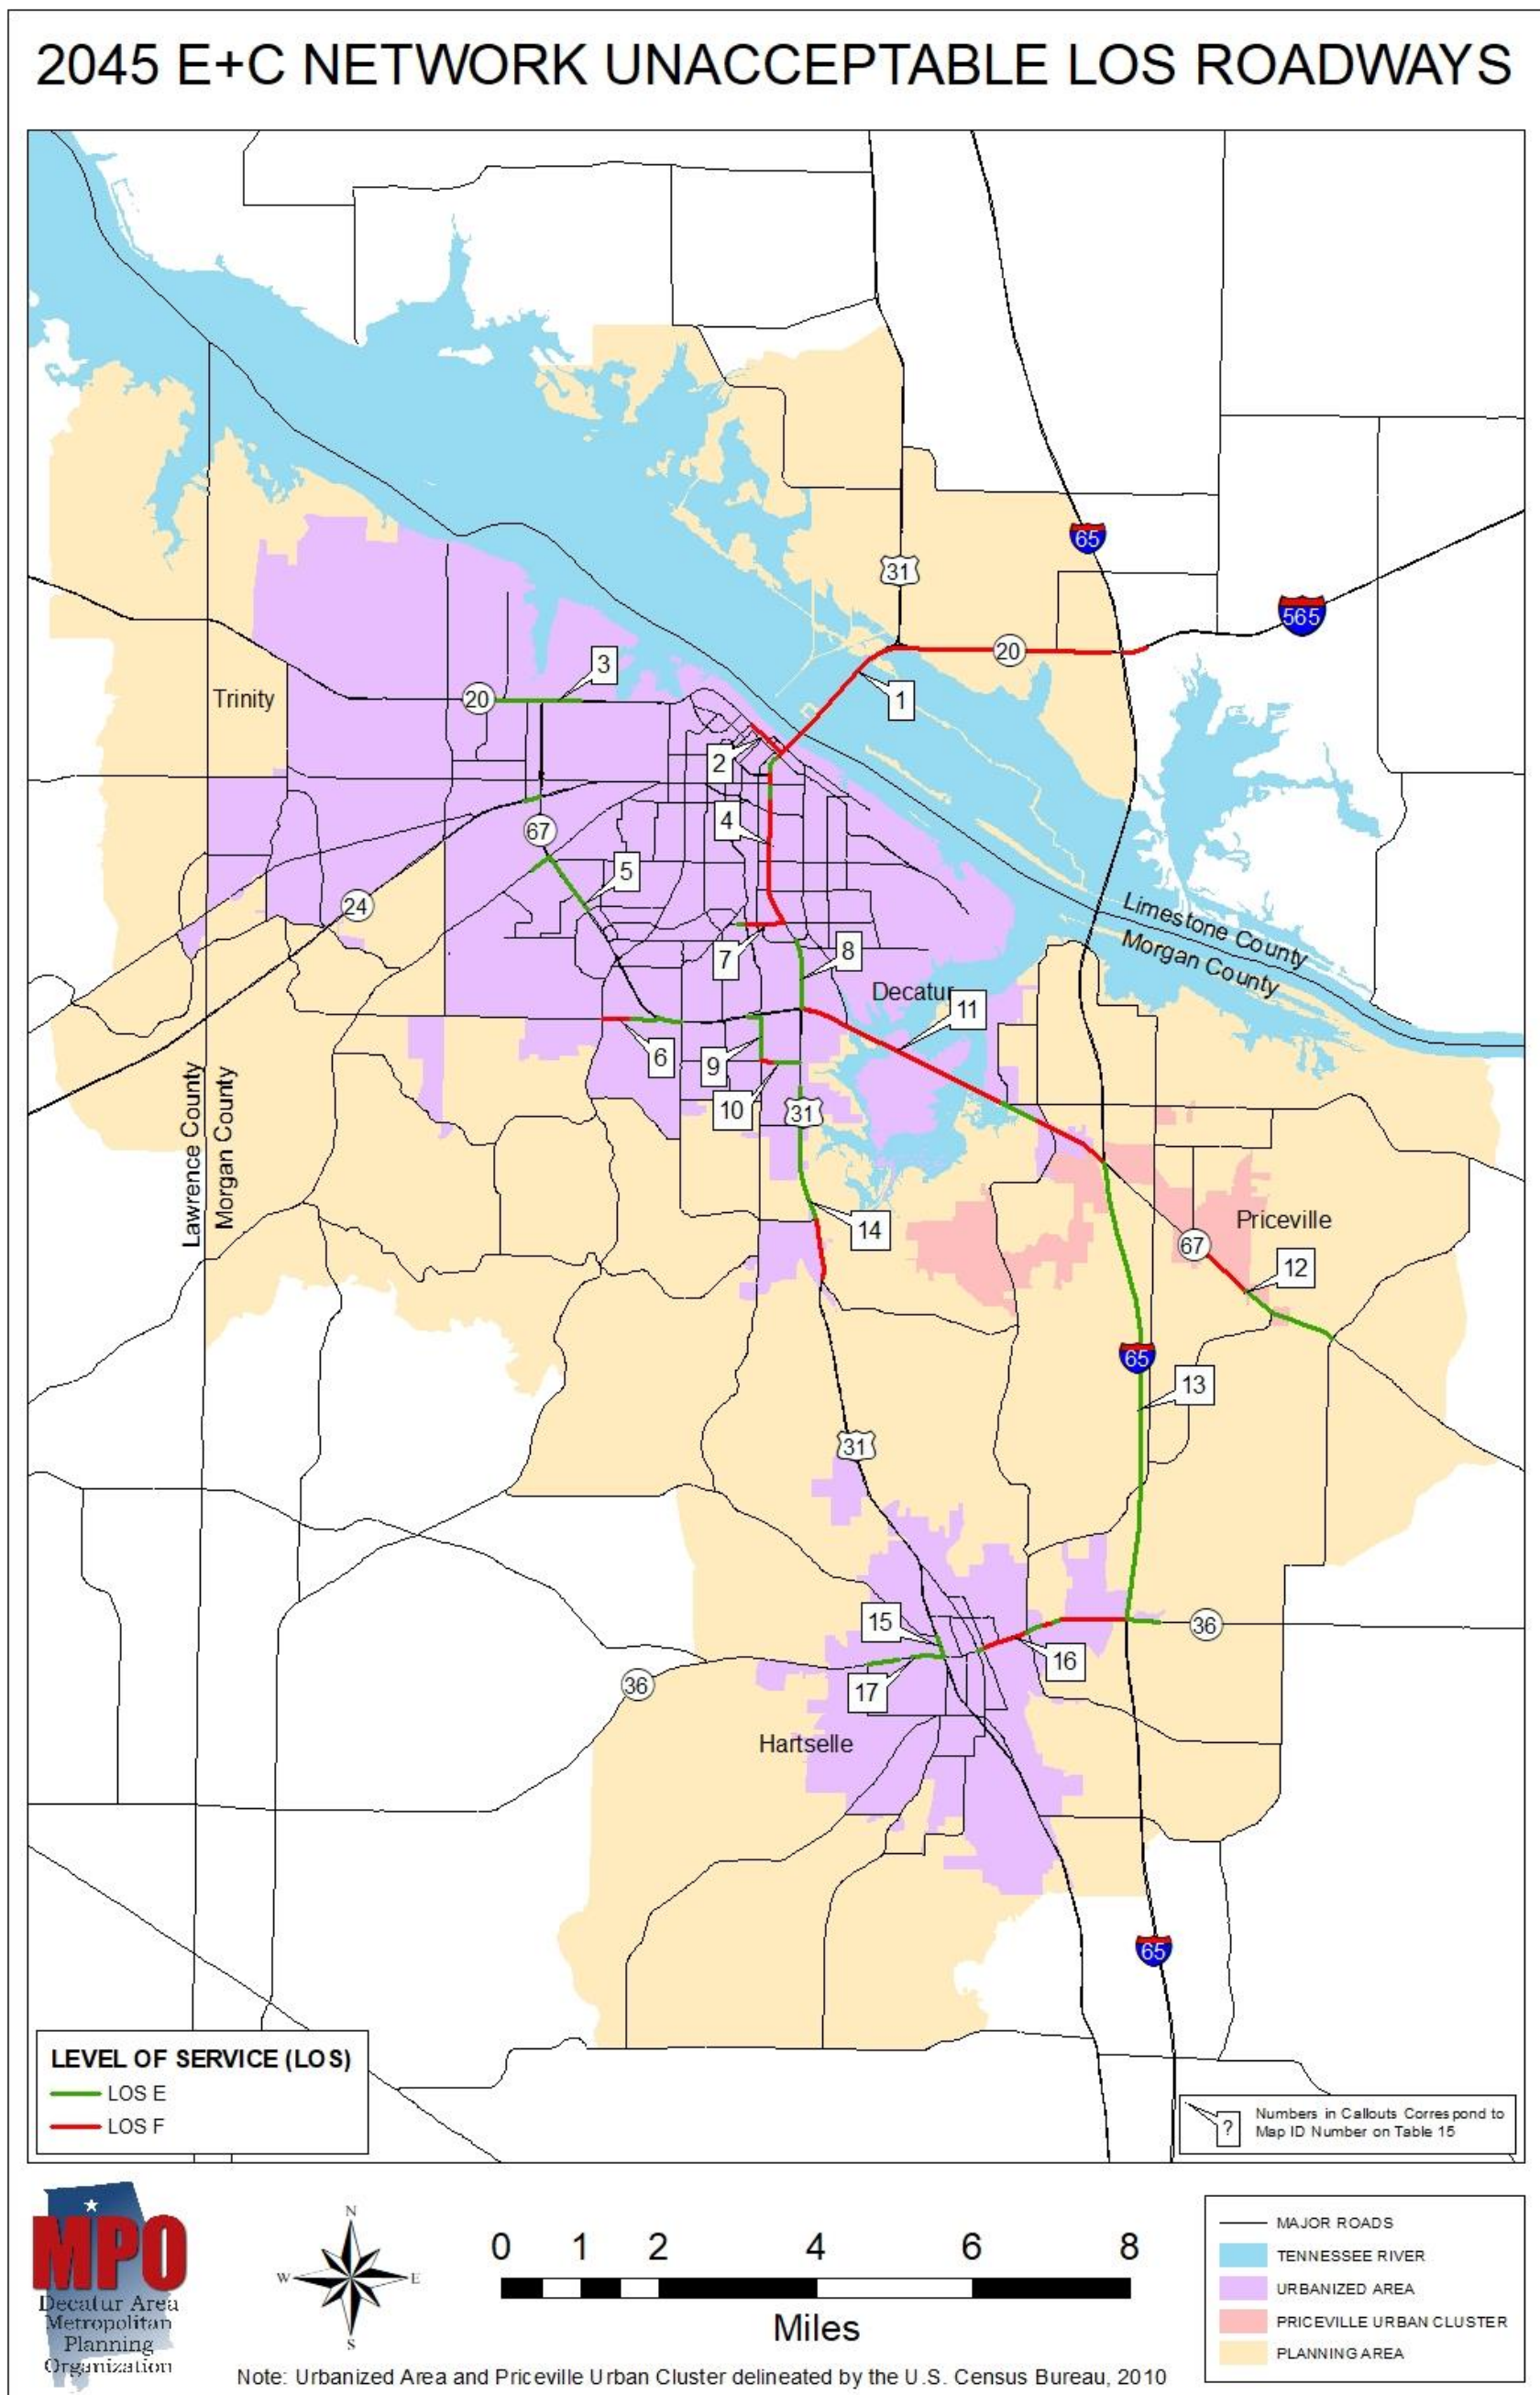 2045 E+C NETWORK UNACCEPTABLE LOS ROADWAYS
65
31
565
20
3
1
Trinity
20
2
4
67
5
24
Limestone County
Morgan County
7
8
Decatur
11
6
9
10
31
Lawrence County
Morgan County
14
Priceville
67
12
65
13
31
15
36
16
36
17
Hartselle
65
LEVEL OF SERVICE (LOS)
LOS E
LOS F
?
Numbers in Callouts Correspond to
Map ID Number on Table 15
MPO
Decatur Area
Metropolitan
Planning
Organization
N
W
E
S
0 1 2 4 6 8
Miles
MAJOR ROADS
TENNESSEE RIVER
URBANIZED AREA
PRICEVILLE URBAN CLUSTER
PLANNING AREA
Note: Urbanized Area and Priceville Urban Cluster delineated by the U.S. Census Bureau, 2010